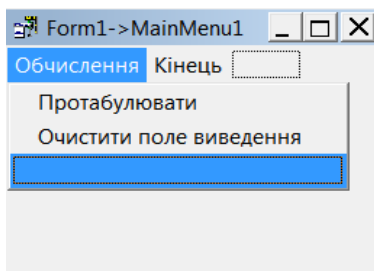 Form1->MainMenu1
Обчислення Кінець
Протабулювати
Очистити поле виведення